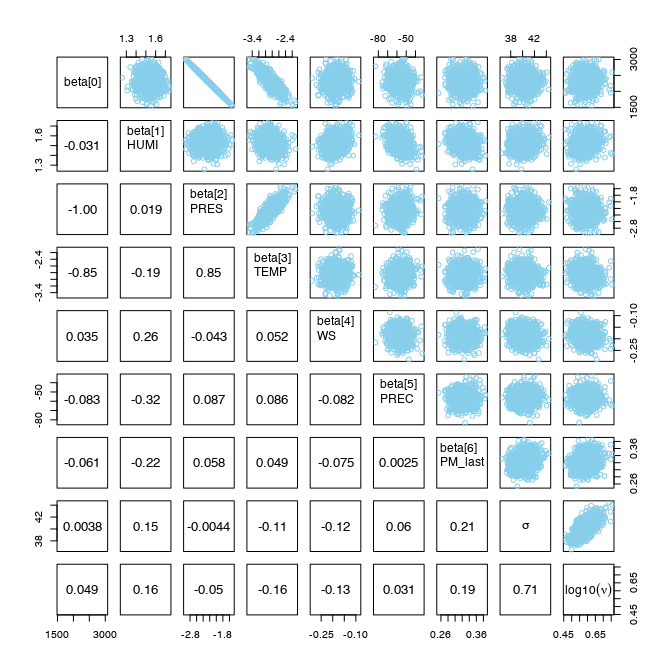 1.3 1.6 -3.4 -2.4 -80 -50 38 42
beta[0] 1500 3000
1.3 1.6 -0.031 beta[1]
HUMI
-1.00 0.019 beta[2]
PRES -2.8 -1.8
-3.4 -2.4 -0.85 -0.19 0.85 beta[3]
TEMP
0.035 0.26 -0.043 0.052 beta[4]
WS -0.25 -0.10
-80 -50 -0.083 -0.32 0.087 0.086 -0.082 beta[5]
PREC
-0.061 -0.22 0.058 0.049 -0.075 0.0025 beta[6]
PM_last 0.26 0.36
38 42 0.0038 0.15 -0.0044 -0.11 -0.12 0.06 0.21 σ
0.049 0.16 -0.05 -0.16 -0.13 0.031 0.19 0.71 log10(ν) 0.45 0.65
1500 3000 -2.8 -1.8 -0.25 -0.10 0.26 0.36 0.45 0.65